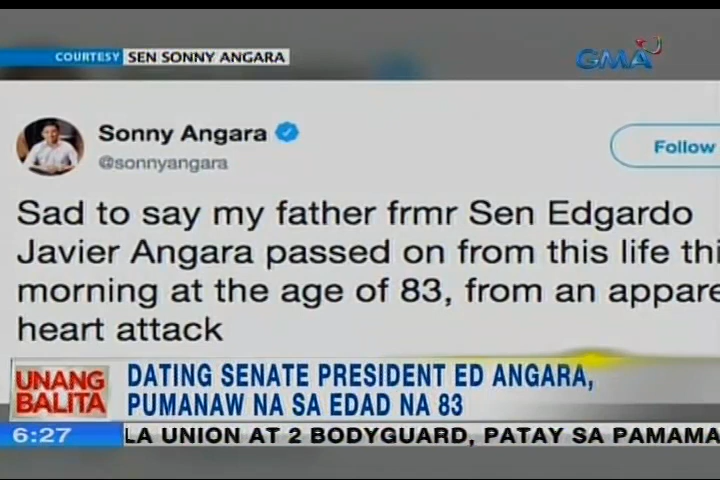 COURTESY SEN SONNY ANGARA
GMA
Sonny Angara
@sonnyangara
Follow
Sad to say my father frmr Sen Edgardo
Javier Angara passed on from this life thi
morning at the age of 83, from an appare
heart attack
UNANG
BALITA
DATING SENATE PRESIDENT ED ANGARA,
PUMANAW NA SA EDAD NA 83
6:27 LA UNION AT 2 BODYGUARD, PATAY SA PAMAMA